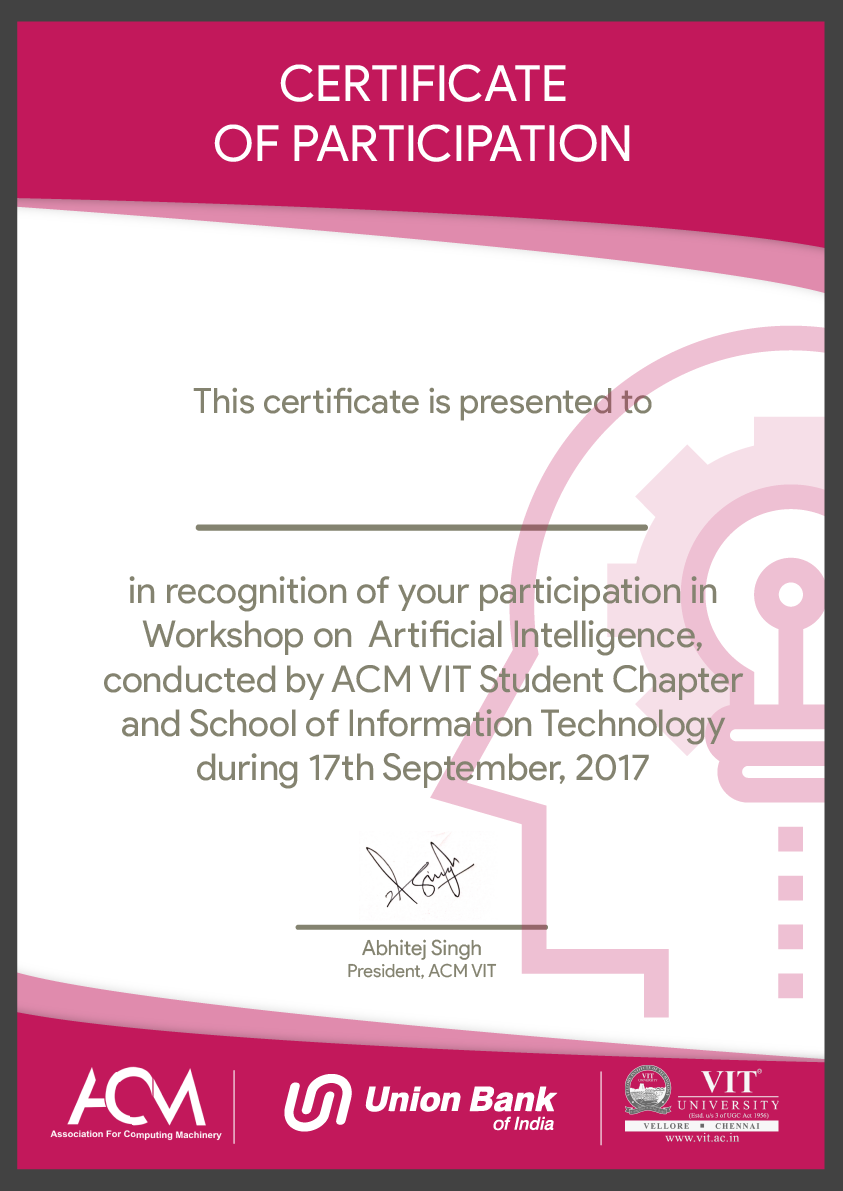 CERTIFICATE
OF PARTICIPATION
This certificate is presented to
in recognition of your participation in
Workshop on  Artificial Intelligence,
conducted by ACM VIT Student Chapter
and School of Information Technology
during 17th September, 2017
Abhitej Singh
President, ACM VIT
ACM
Association For Computing Machinery
Union Bank
of India
VIT®
UNIVERSITY
(Estd. u/s 3 of UGC Act 1956)
VELLORE ▪ CHENNAI
www.vit.ac.in